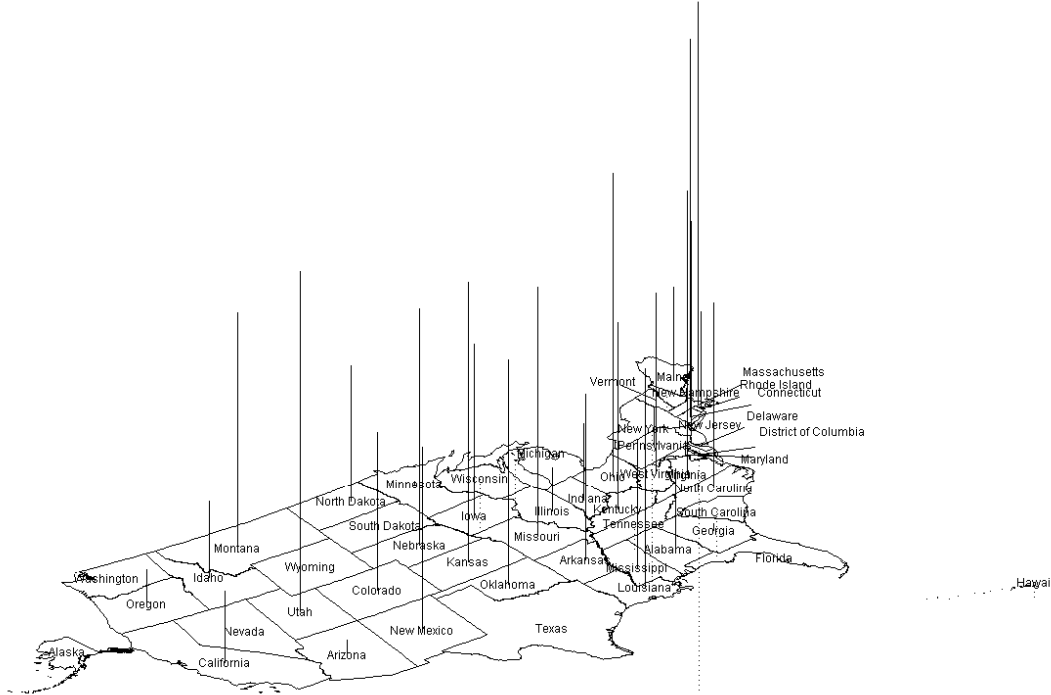 Massachusetts
Maine
Vermont
Rhode Island
New Hampshire
Connecticut
Delaware
New Jersey
New York
District of Columbia
Pennsylvania
Michigan
Maryland
West Virginia
Virginia
Ohio
Wisconsin
Minnesota
North Carolina
Indiana
North Dakota
Illinois
Kentucky
South Carolina
Iowa
Tennessee
South Dakota
Georgia
Missouri
Nebraska
Montana
Alabama
Florida
Kansas
Arkansas
Wyoming
Mississippi
Washington
Idaho
Hawai
Oklahoma
Louisiana
Colorado
Oregon
Utah
Texas
New Mexico
Nevada
Alaska
Arizona
California